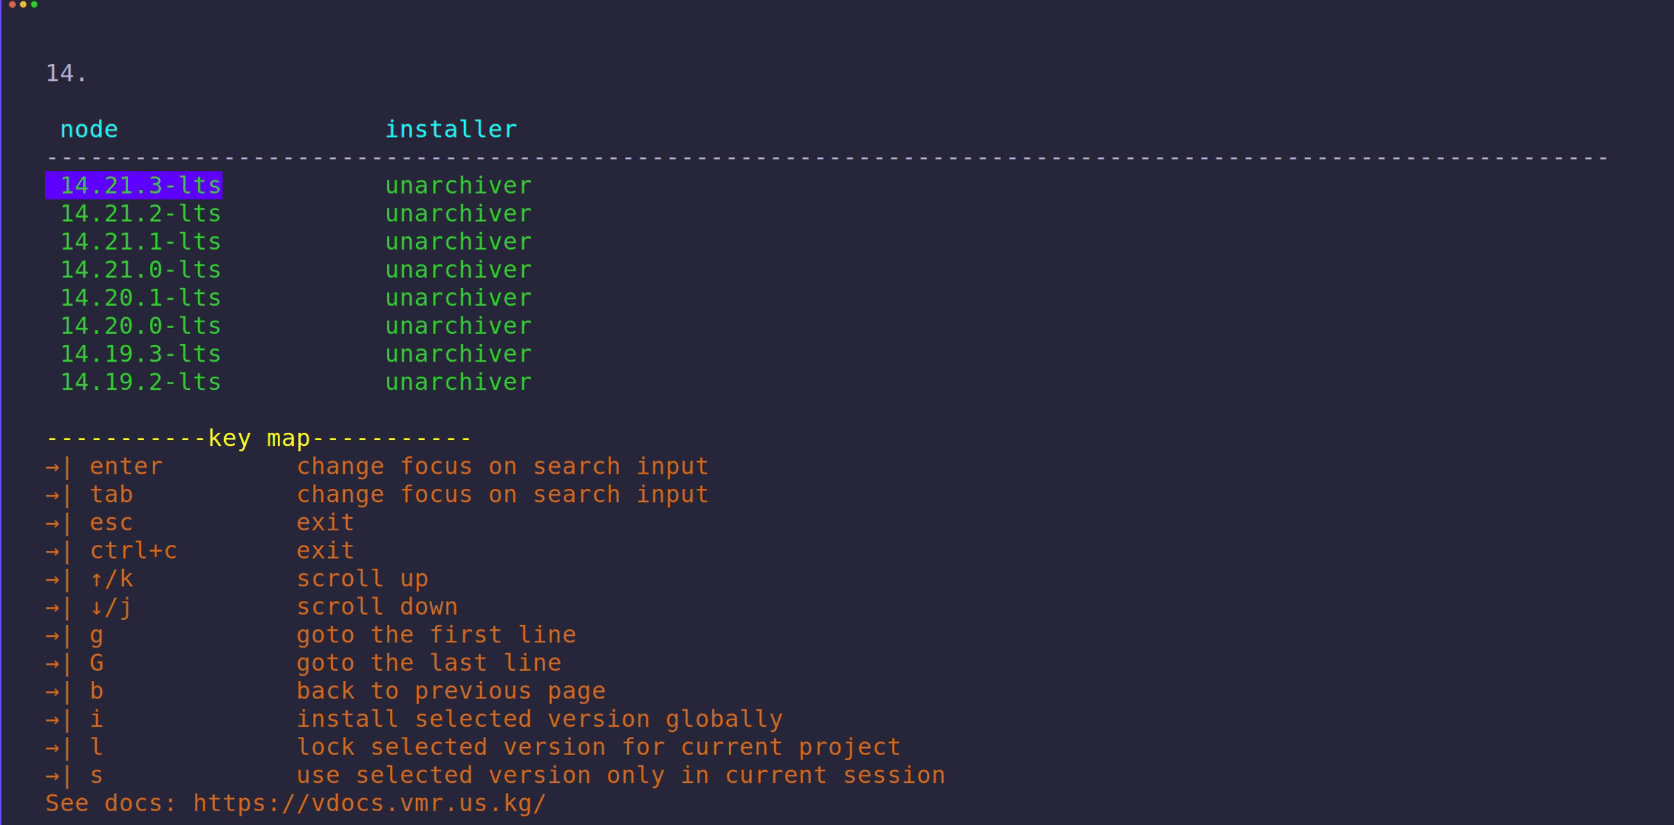 14.
node installer
----------------------------------------------------------------------------------------------------------
14.21.3-lts unarchiver
14.21.2-lts unarchiver
14.21.1-lts unarchiver
14.21.0-lts unarchiver
14.20.1-lts unarchiver
14.20.0-lts unarchiver
14.19.3-lts unarchiver
14.19.2-lts unarchiver
-----------key map-----------
→| enter change focus on search input
→| tab change focus on search input
→| esc exit
→| ctrl+c exit
→| ↑/k scroll up
→| ↓/j scroll down
→| g goto the first line
→| G goto the last line
→| b back to previous page
→| i install selected version globally
→| l lock selected version for current project
→| s use selected version only in current session
See docs: https://vdocs.vmr.us.kg/